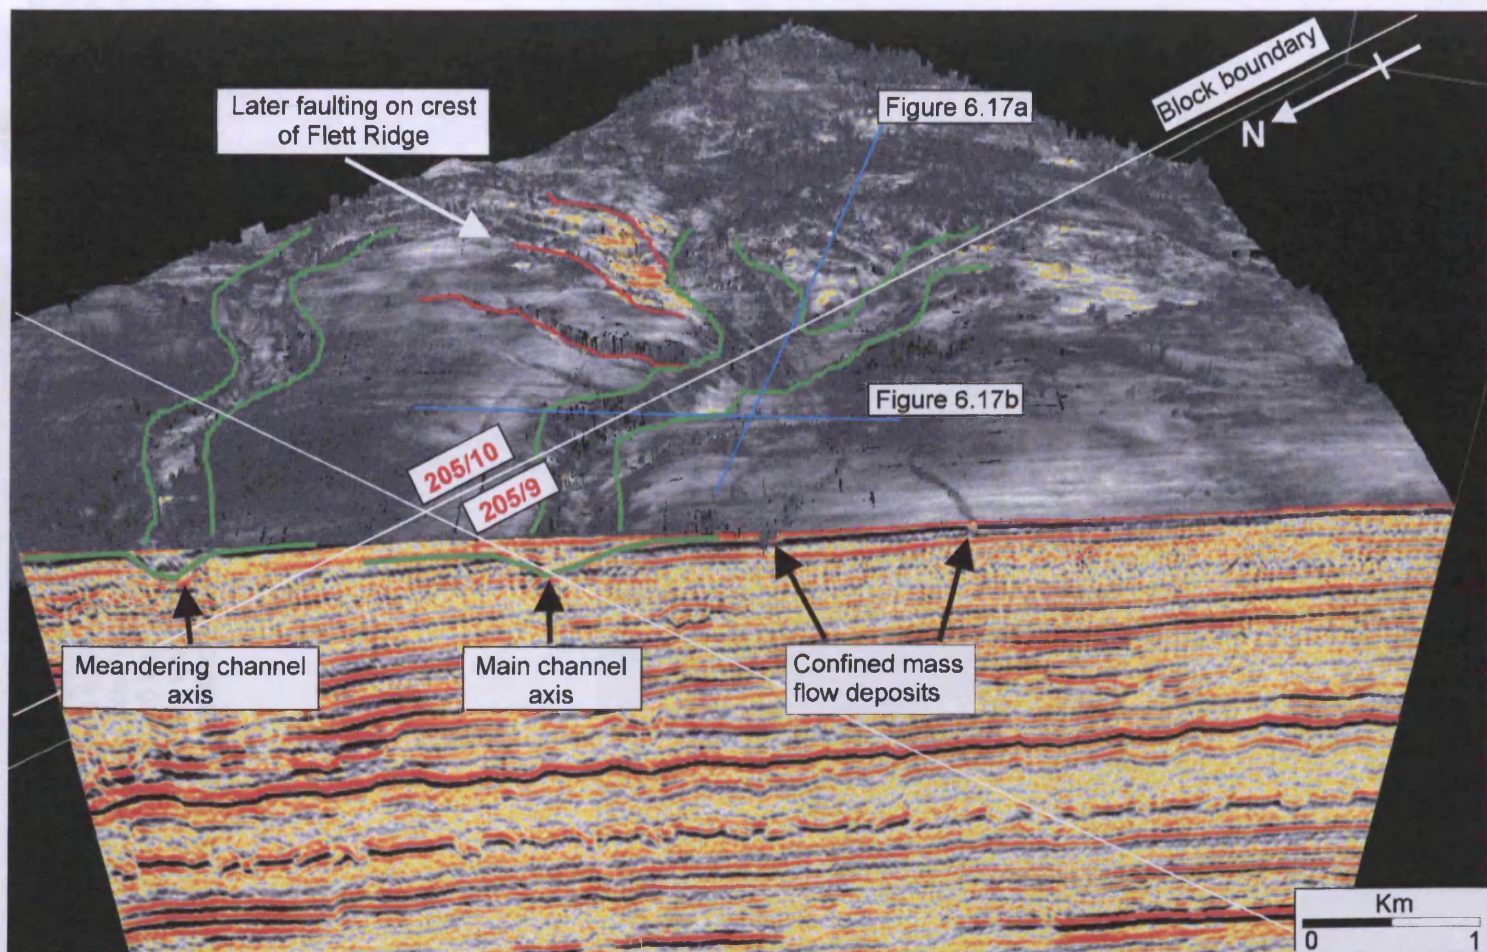 Later faulting on crest
of Flett Ridge
Figure 6.17a
Block boundary
N
Figure 6.17b
205/10
205/9
Meandering channel
axis
Main channel
axis
Confined mass
flow deposits
Km
0 1